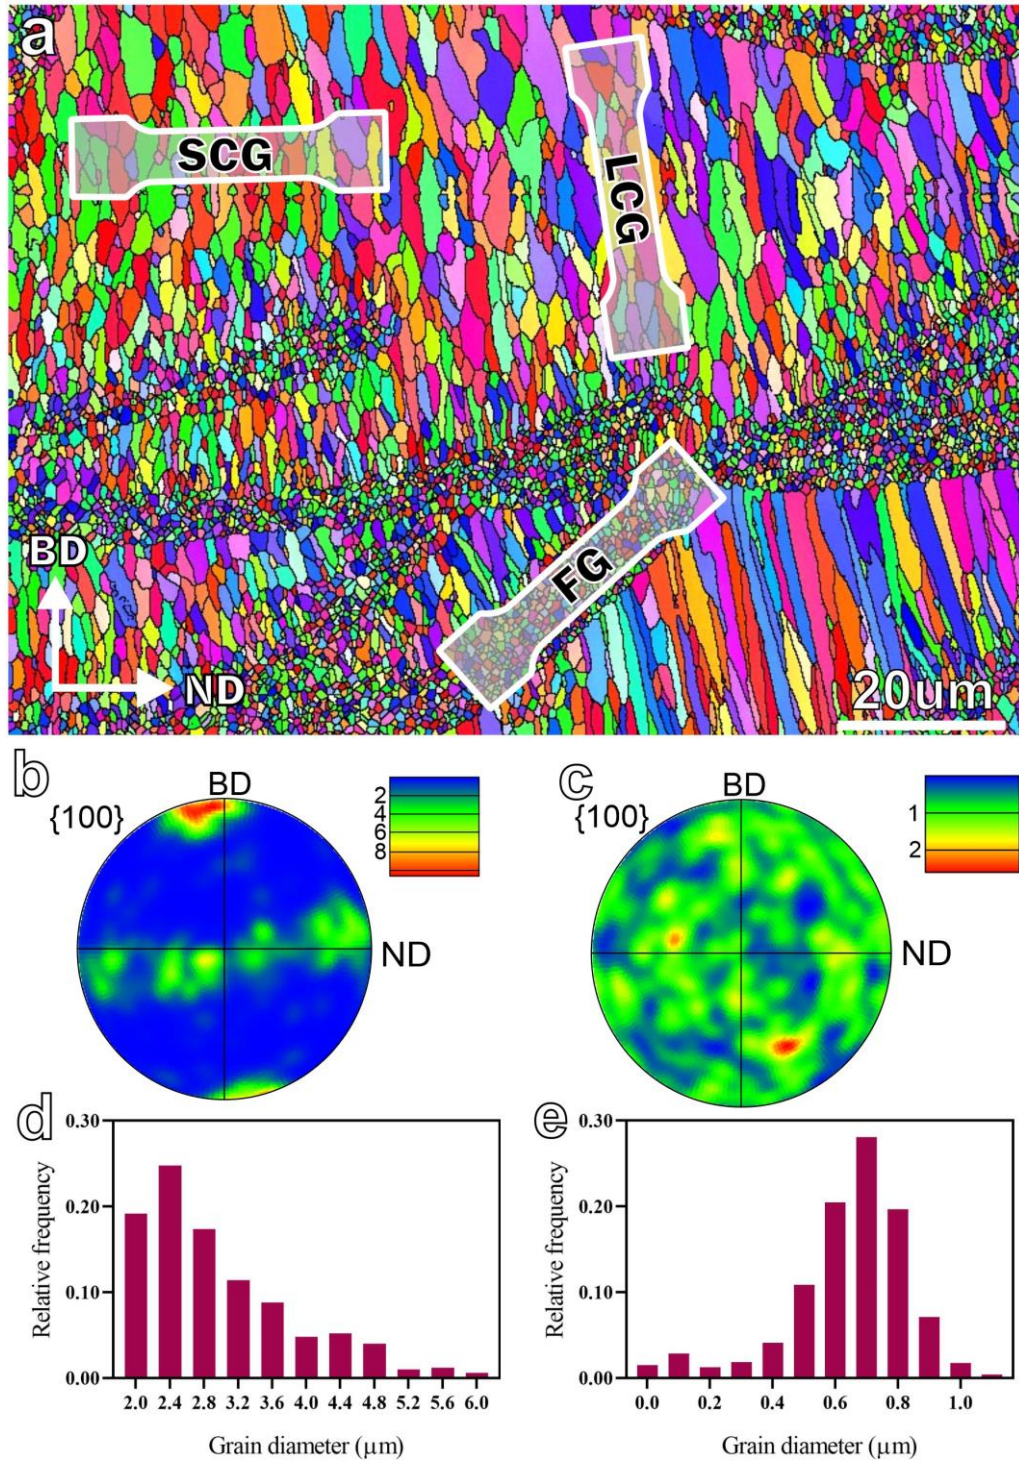 a
SCG
LCG
FG
BD
ND
20um
b
{100}
BD
ND
2
4
6
8
c
{100}
BD
ND
1
2
d
Relative frequency
0.30
0.20
0.10
0.00
2.0 2.4 2.8 3.2 3.6 4.0 4.4 4.8 5.2 5.6 6.0
Grain diameter (μm)
e
Relative frequency
0.30
0.20
0.10
0.00
0.0 0.2 0.4 0.6 0.8 1.0
Grain diameter (μm)